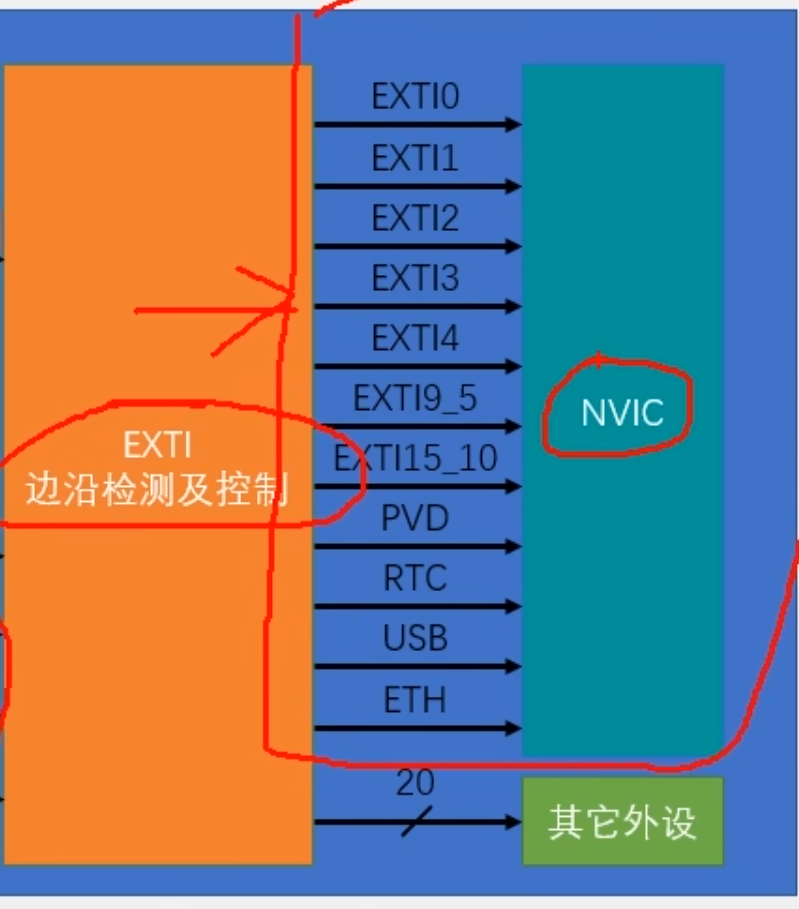 EXTI0
EXTI1
EXTI2
EXTI3
EXTI4
EXTI9_5
EXTI15_10
PVD
RTC
USB
ETH
20
EXTI
边沿检测及控制
NVIC
其它外设